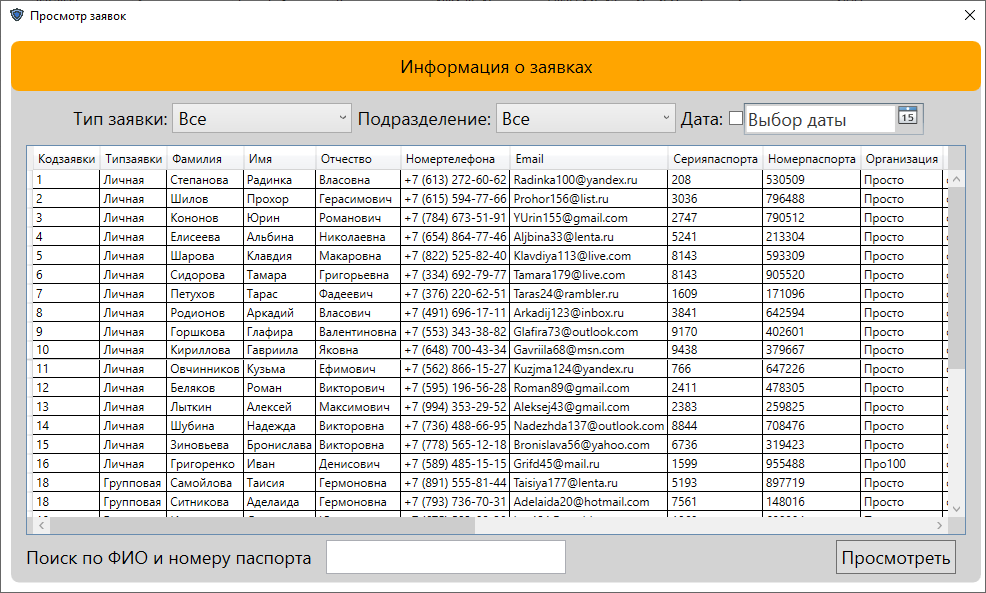 Просмотр заявок
Информация о заявках
Тип заявки: Все Подразделение: Все Дата: Выбор даты 15
Кодзаявки Типзаявки Фамилия Имя Отчество Номертелефона Email Серияпаспорта Номерпаспорта Организация
1 Личная Степанова Радинка Власовна +7 (613) 272-60-62 Radinka100@yandex.ru 208 530509 Просто
2 Личная Шилов Прохор Герасимович +7 (615) 594-77-66 Prohor156@list.ru 3036 796488 Просто
3 Личная Кононов Юрин Романович +7 (784) 673-51-91 YUrin155@gmail.com 2747 790512 Просто
4 Личная Елисеева Альбина Николаевна +7 (654) 864-77-46 Aljbina33@lenta.ru 5241 213304 Просто
5 Личная Шарова Клавдия Макаровна +7 (822) 525-82-40 Klavdiya113@live.com 8143 593309 Просто
6 Личная Сидорова Тамара Григорьевна +7 (334) 692-79-77 Tamara179@live.com 8143 905520 Просто
7 Личная Петухов Тарас Фадеевич +7 (376) 220-62-51 Taras24@rambler.ru 1609 171096 Просто
8 Личная Родионов Аркадий Власович +7 (491) 696-17-11 Arkadij123@inbox.ru 3841 642594 Просто
9 Личная Горшкова Глафира Валентиновна +7 (553) 343-38-82 Glafira73@outlook.com 9170 402601 Просто
10 Личная Кириллова Гавриила Яковна +7 (648) 700-43-34 Gavriila68@msn.com 9438 379667 Просто
11 Личная Овчинников Кузьма Ефимович +7 (562) 866-15-27 Kuzjma124@yandex.ru 766 647226 Просто
12 Личная Беляков Роман Викторович +7 (595) 196-56-28 Roman89@gmail.com 2411 478305 Просто
13 Личная Лыткин Алексей Максимович +7 (994) 353-29-52 Aleksej43@gmail.com 2383 259825 Просто
14 Личная Шубина Надежда Викторовна +7 (736) 488-66-95 Nadezhda137@outlook.com 8844 708476 Просто
15 Личная Зиновьева Бронислава Викторовна +7 (778) 565-12-18 Bronislava56@yahoo.com 6736 319423 Просто
16 Личная Григоренко Иван Денисович +7 (589) 485-15-15 Grifd45@mail.ru 1599 955488 Про100
18 Групповая Самойлова Таисия Гермоновна +7 (891) 555-81-44 Taisiya177@lenta.ru 5193 897719 Просто
18 Групповая Ситникова Аделаида Гермоновна +7 (793) 736-70-31 Adelaida20@hotmail.com 7561 148016 Просто
Поиск по ФИО и номеру паспорта Просмотреть